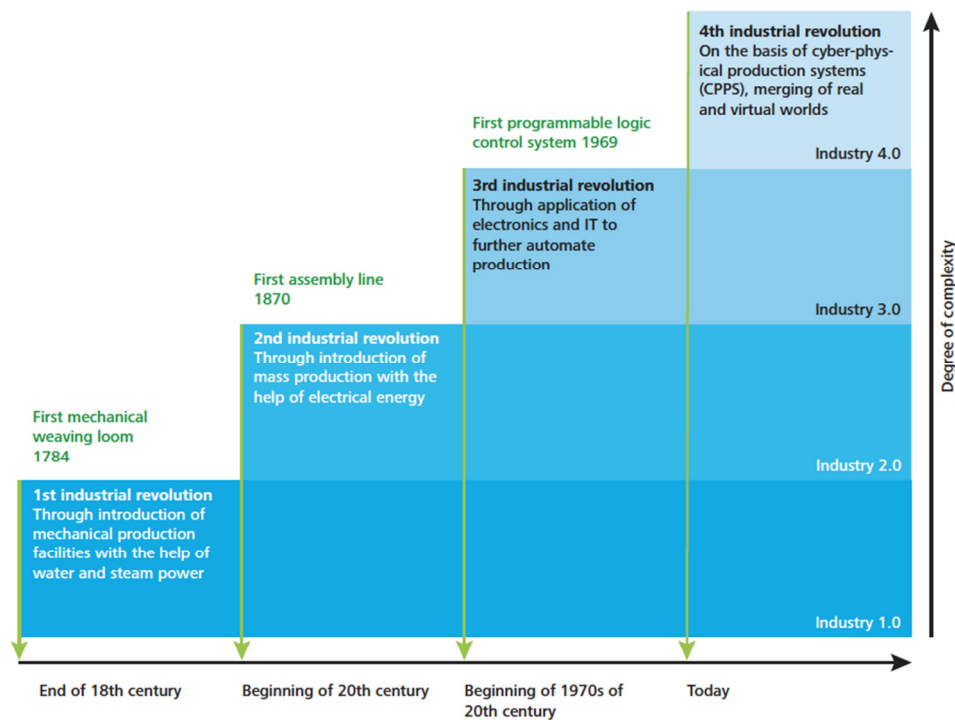 4th industrial revolution
On the basis of cyber-phys-
ical production systems
(CPPS), merging of real
and virtual worlds
Industry 4.0
First programmable logic
control system 1969
3rd industrial revolution
Through application of
electronics and IT to
further automate
production
Industry 3.0
First assembly line
1870
2nd industrial revolution
Through introduction of
mass production with the
help of electrical energy
Industry 2.0
First mechanical
weaving loom
1784
1st industrial revolution
Through introduction of
mechanical production
facilities with the help of
water and steam power
Industry 1.0
Degree of complexity
End of 18th century
Beginning of 20th century
Beginning of 1970s of
20th century
Today